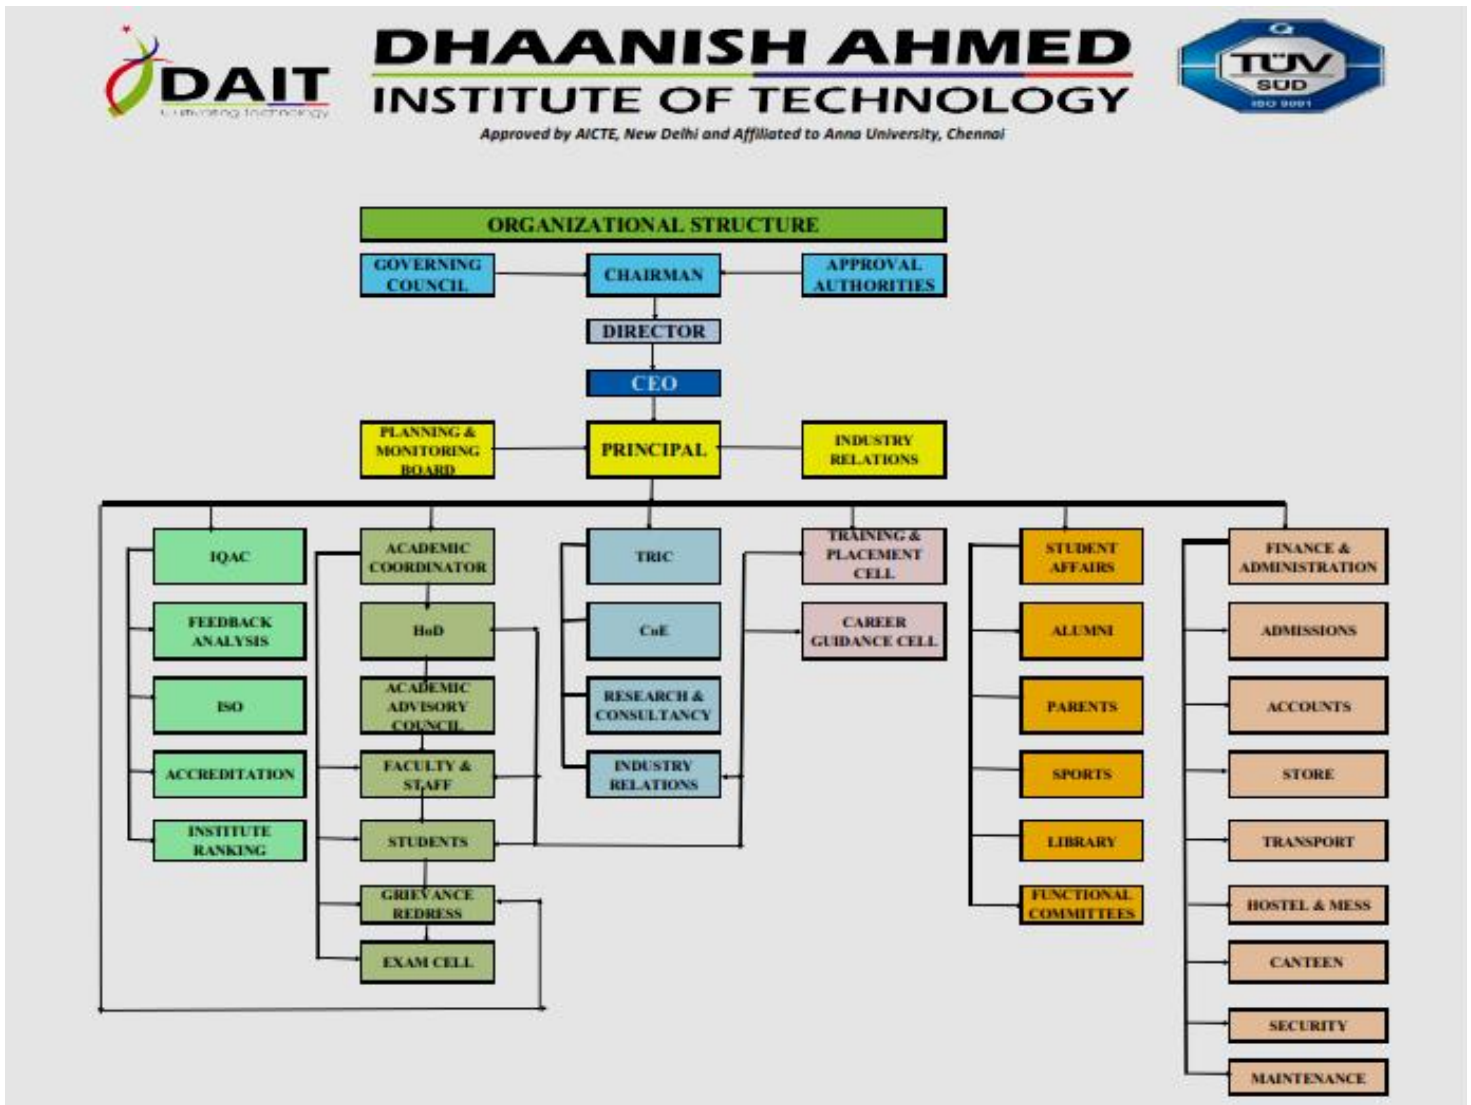 DAIT
Cultivating Technology
DHAANISH AHMED
INSTITUTE OF TECHNOLOGY
Approved by AICTE, New Delhi and Affiliated to Anna University, Chennai
TÜV
SÜD
ISO 9001
ORGANIZATIONAL STRUCTURE
GOVERNING
COUNCIL
CHAIRMAN
APPROVAL
AUTHORITIES
DIRECTOR
CEO
PLANNING &
MONITORING
BOARD
PRINCIPAL
INDUSTRY
RELATIONS
IQAC
ACADEMIC
COORDINATOR
TRIC
TRAINING &
PLACEMENT
CELL
STUDENT
AFFAIRS
FINANCE &
ADMINISTRATION
FEEDBACK
ANALYSIS
HoD
CoE
CAREER
GUIDANCE CELL
ALUMNI
ADMISSIONS
ISO
ACADEMIC
ADVISORY
COUNCIL
RESEARCH &
CONSULTANCY
PARENTS
ACCOUNTS
ACCREDITATION
FACULTY &
STAFF
INDUSTRY
RELATIONS
SPORTS
STORE
INSTITUTE
RANKING
STUDENTS
LIBRARY
TRANSPORT
GRIEVANCE
REDRESS
FUNCTIONAL
COMMITTEES
HOSTEL & MESS
EXAM CELL
CANTEEN
SECURITY
MAINTENANCE